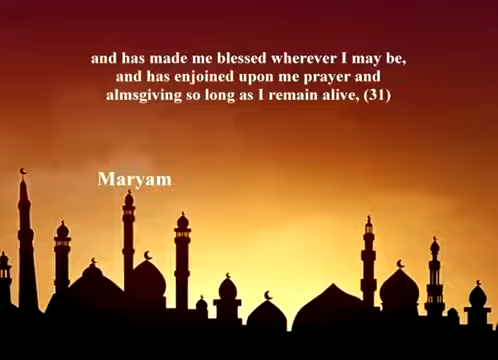 and has made me blessed wherever I may be,
and has enjoined upon me prayer and
almsgiving so long as I remain alive, (31)
Maryam